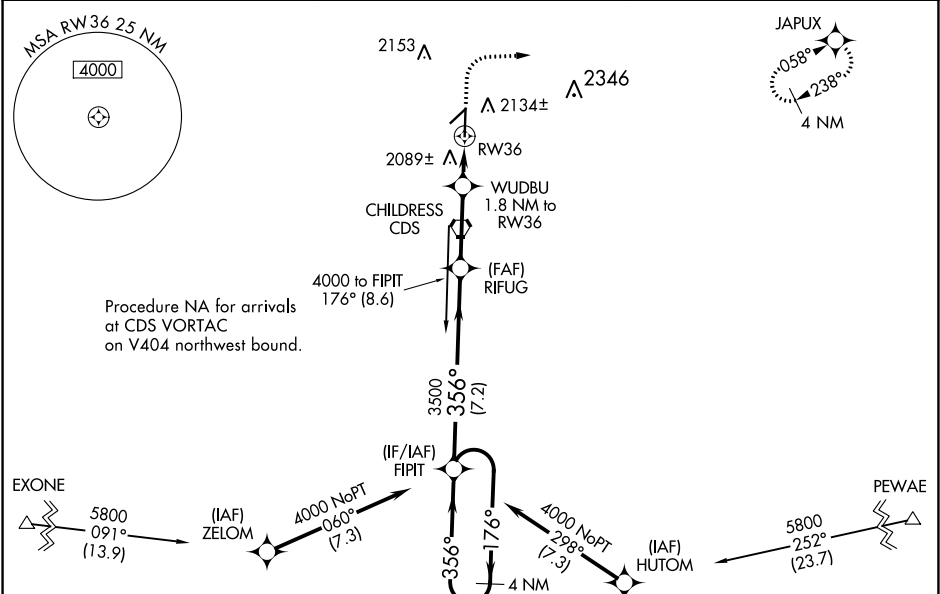 MSA RW36 25 NM
4000
2153
2346
2134±
RW36
2089±
JAPUX
058°
238°
4 NM
WUDBU
1.8 NM to
RW36
CHILDRESS
CDS
(FAF)
RIFUG
4000 to FIPIT
176° (8.6)
Procedure NA for arrivals
at CDS VORTAC
on V404 northwest bound.
3500
356°
(7.2)
(IF/IAF)
FIPIT
EXONE
5800
091°
(13.9)
(IAF)
ZELOM
4000 NoPT
060°
(7.3)
356°
176°
4 NM
4000 NoPT
298°
(7.3)
(IAF)
HUTOM
5800
252°
(23.7)
PEWAE